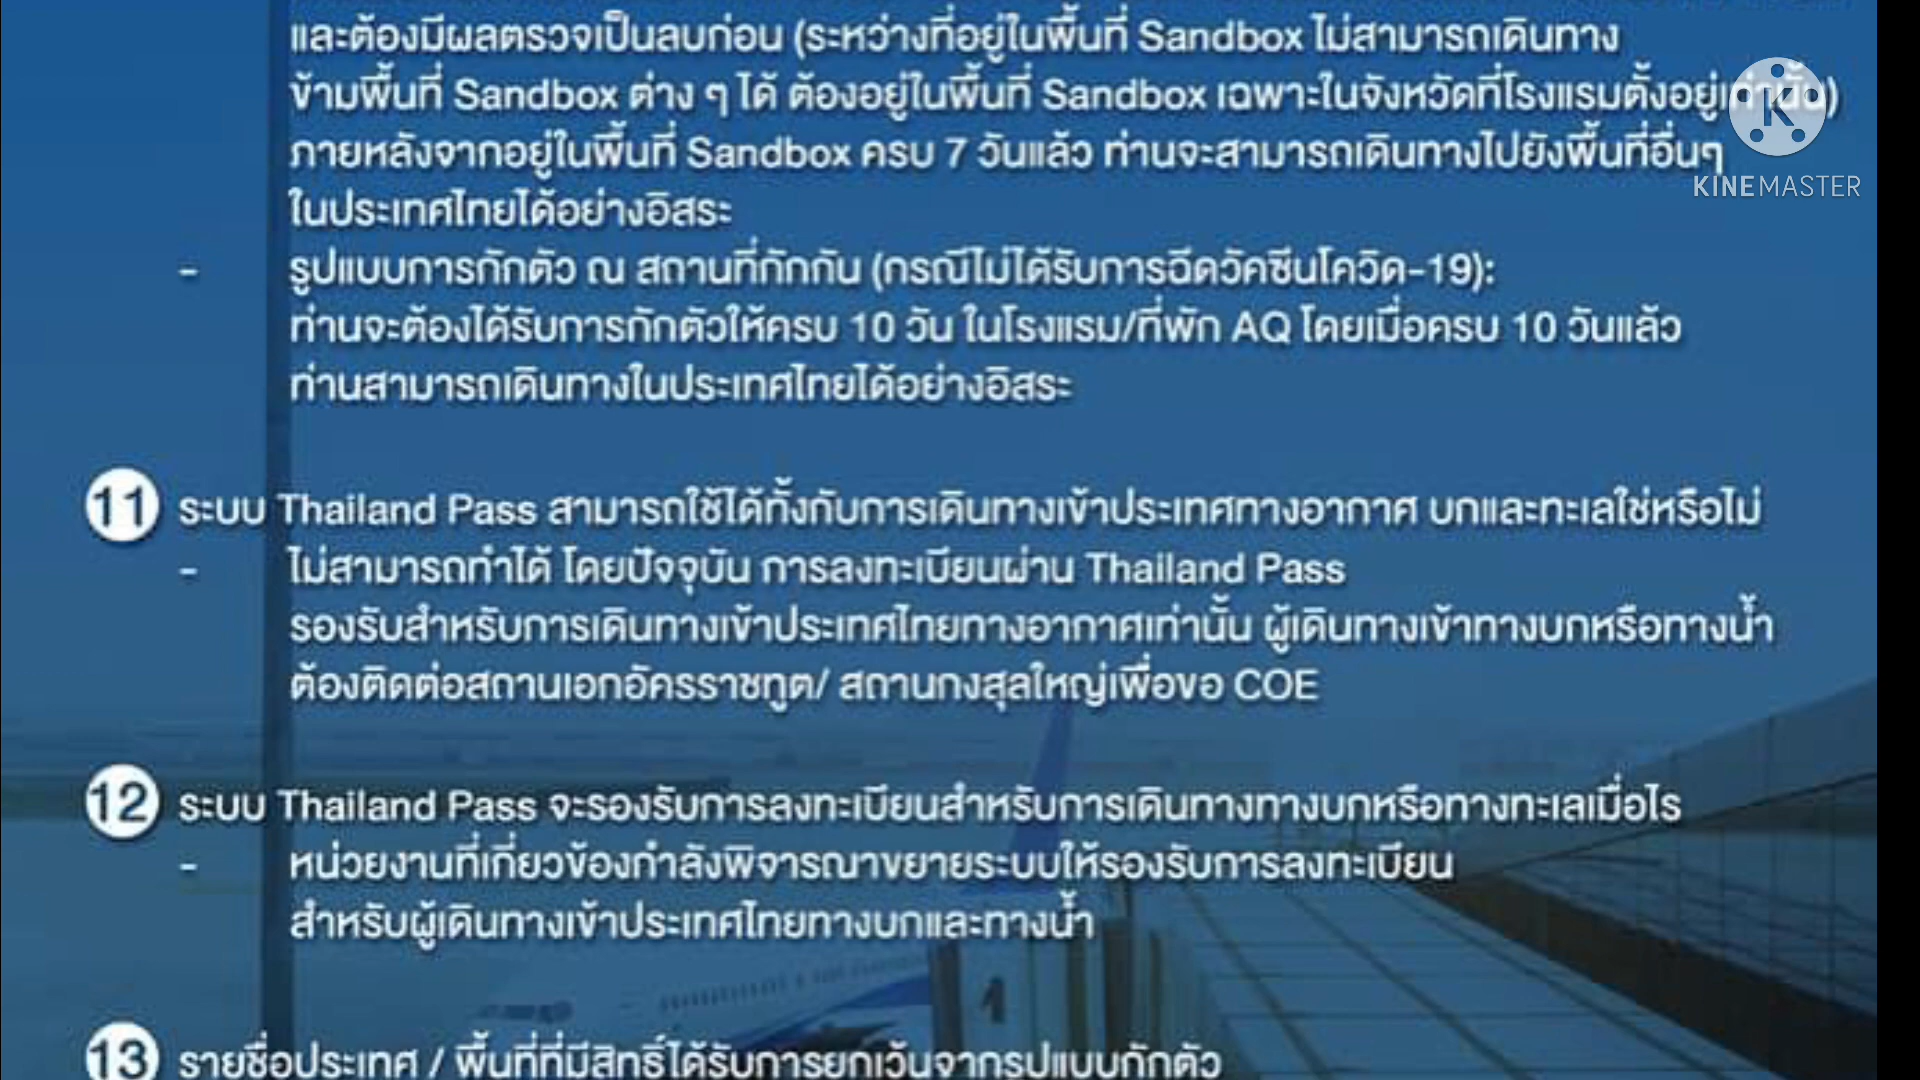 และต้องมีผลตรวจเป็นลบก่อน (ระหว่างที่อยู่ในพื้นที่ Sandbox ไม่สามารถเดินทาง
ข้ามพื้นที่ Sandbox ต่าง ๆ ได้ ต้องอยู่ในพื้นที่ Sandbox เฉพาะในจังหวัดที่โรงแรมตั้งอยู่เท่านั้น)
ภายหลังจากอยู่ในพื้นที่ Sandbox ครบ 7 วันแล้ว ท่านจะสามารถเดินทางไปยังพื้นที่อื่นๆ
KINEMASTER
ในประเทศไทยได้อย่างอิสระ
- รูปแบบการกักตัว ณ สถานที่กักกัน (กรณีไม่ได้รับการฉีดวัคซีนโควิด-19):
ท่านจะต้องได้รับการกักตัวให้ครบ 10 วัน ในโรงแรม/ที่พัก AQ โดยเมื่อครบ 10 วันแล้ว
ท่านสามารถเดินทางในประเทศไทยได้อย่างอิสระ
11 ระบบ Thailand Pass สามารถใช้ได้ทั้งกับการเดินทางเข้าประเทศทางอากาศ บกและทะเลใช่หรือไม่
- ไม่สามารถทำได้ โดยปัจจุบัน การลงทะเบียนผ่าน Thailand Pass
รองรับสำหรับการเดินทางเข้าประเทศไทยทางอากาศเท่านั้น ผู้เดินทางเข้าทางบกหรือทางน้ำ
ต้องติดต่อสถานเอกอัครราชทูต/ สถานกงสุลใหญ่เพื่อขอ COE
12 ระบบ Thailand Pass จะรองรับการลงทะเบียนสำหรับการเดินทางทางบกหรือทางทะเลเมื่อไร
- หน่วยงานที่เกี่ยวข้องกำลังพิจารณาขยายระบบให้รองรับการลงทะเบียน
สำหรับผู้เดินทางเข้าประเทศไทยทางบกและทางน้ำ
13 รายชื่อประเทศ / พื้นที่ที่มีสิทธิ์ได้รับการยกเว้นจากรูปแบบกักตัว